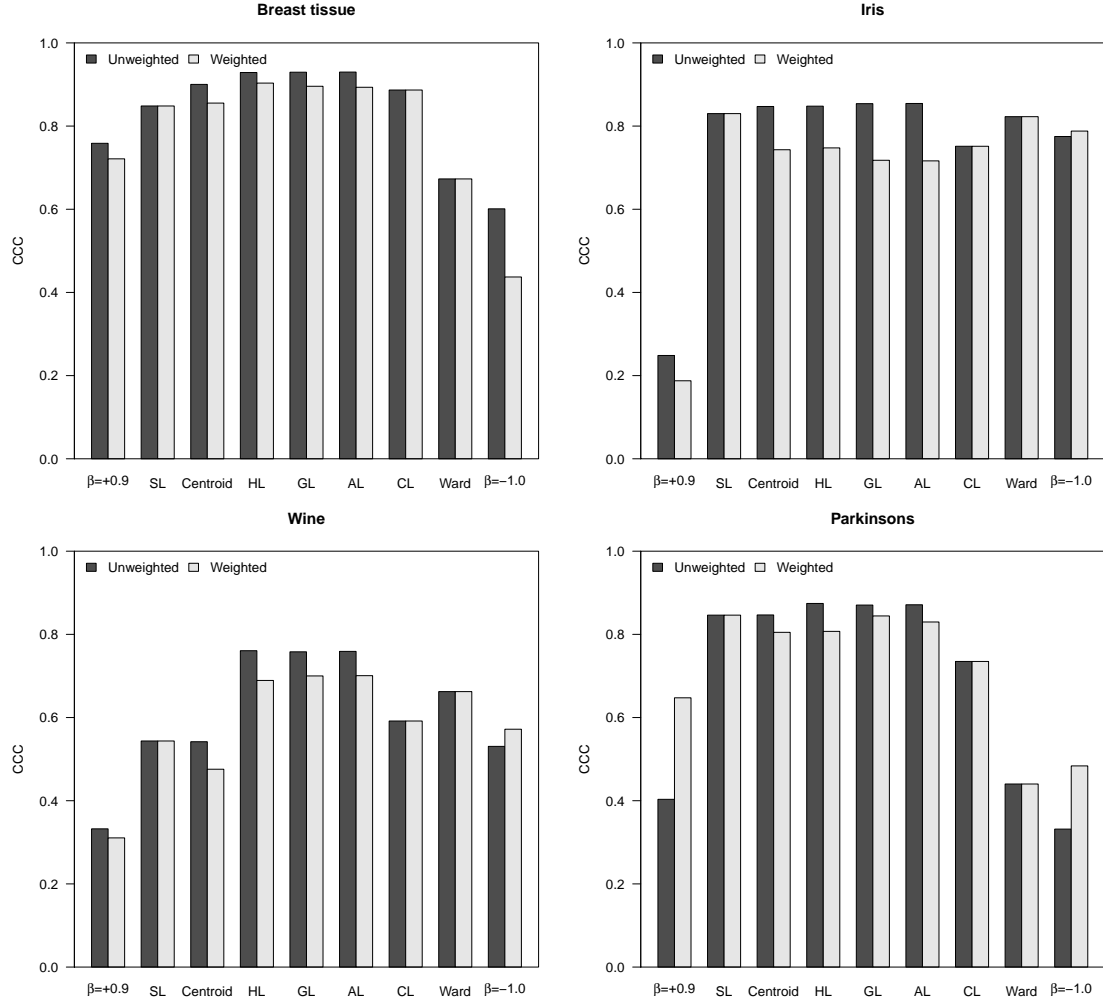 Breast tissue
Unweighted Weighted
CCC
1.0
0.8
0.6
0.4
0.2
0.0
β=+0.9 SL Centroid HL GL AL CL Ward β=−1.0
Iris
Unweighted Weighted
CCC
1.0
0.8
0.6
0.4
0.2
0.0
β=+0.9 SL Centroid HL GL AL CL Ward β=−1.0
Wine
Unweighted Weighted
CCC
1.0
0.8
0.6
0.4
0.2
0.0
β=+0.9 SL Centroid HL GL AL CL Ward β=−1.0
Parkinsons
Unweighted Weighted
CCC
1.0
0.8
0.6
0.4
0.2
0.0
β=+0.9 SL Centroid HL GL AL CL Ward β=−1.0